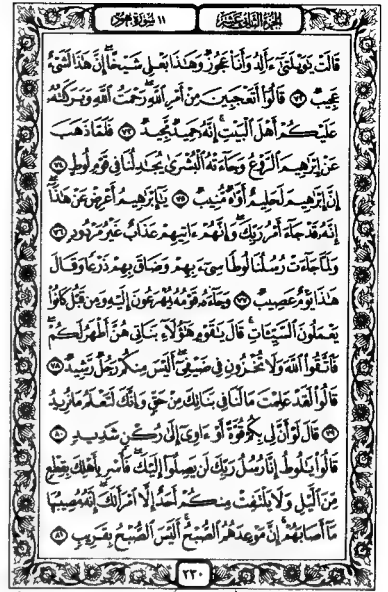 الجزء الثاني عشر
١١ سورة هود
قَالَتْ يَٰوَيْلَتَىٰٓ ءَأَلِدُ وَأَنَا۠ عَجُوزٌ وَهَٰذَا بَعْلِى شَيْخًا إِنَّ هَٰذَا لَشَىْءٌ
عَجِيبٌ ٧٢ قَالُوٓا۟ أَتَعْجَبِينَ مِنْ أَمْرِ ٱللَّهِ رَحْمَتُ ٱللَّهِ وَبَرَكَٰتُهُۥ
عَلَيْكُمْ أَهْلَ ٱلْبَيْتِ إِنَّهُۥ حَمِيدٌ مَّجِيدٌ ٧٣ فَلَمَّا ذَهَبَ
عَنْ إِبْرَٰهِيمَ ٱلرَّوْعُ وَجَآءَتْهُ ٱلْبُشْرَىٰ يُجَٰدِلُنَا فِى قَوْمِ لُوطٍ ٧٤
إِنَّ إِبْرَٰهِيمَ لَحَلِيمٌ أَوَّٰهٌ مُّنِيبٌ ٧٥ يَٰٓإِبْرَٰهِيمُ أَعْرِضْ عَنْ هَٰذَآ
إِنَّهُۥ قَدْ جَآءَ أَمْرُ رَبِّكَ وَإِنَّهُمْ ءَاتِيهِمْ عَذَابٌ غَيْرُ مَرْدُودٍ ٧٦
وَلَمَّا جَآءَتْ رُسُلُنَا لُوطًا سِىٓءَ بِهِمْ وَضَاقَ بِهِمْ ذَرْعًا وَقَالَ
هَٰذَا يَوْمٌ عَصِيبٌ ٧٧ وَجَآءَهُۥ قَوْمُهُۥ يُهْرَعُونَ إِلَيْهِ وَمِن قَبْلُ كَانُوا۟
يَعْمَلُونَ ٱلسَّيِّـَٔاتِ قَالَ يَٰقَوْمِ هَٰٓؤُلَآءِ بَنَاتِى هُنَّ أَطْهَرُ لَكُمْ
فَٱتَّقُوا۟ ٱللَّهَ وَلَا تُخْزُونِ فِى ضَيْفِىٓ أَلَيْسَ مِنكُمْ رَجُلٌ رَّشِيدٌ ٧٨
قَالُوا۟ لَقَدْ عَلِمْتَ مَا لَنَا فِى بَنَاتِكَ مِنْ حَقٍّ وَإِنَّكَ لَتَعْلَمُ مَا نُرِيدُ
٧٩ قَالَ لَوْ أَنَّ لِى بِكُمْ قُوَّةً أَوْ ءَاوِىٓ إِلَىٰ رُكْنٍ شَدِيدٍ ٨٠
قَالُوا۟ يَٰلُوطُ إِنَّا رُسُلُ رَبِّكَ لَن يَصِلُوٓا۟ إِلَيْكَ فَأَسْرِ بِأَهْلِكَ بِقِطْعٍ
مِّنَ ٱلَّيْلِ وَلَا يَلْتَفِتْ مِنكُمْ أَحَدٌ إِلَّا ٱمْرَأَتَكَ إِنَّهُۥ مُصِيبُهَا
مَآ أَصَابَهُمْ إِنَّ مَوْعِدَهُمُ ٱلصُّبْحُ أَلَيْسَ ٱلصُّبْحُ بِقَرِيبٍ ٨١
٢٣٠